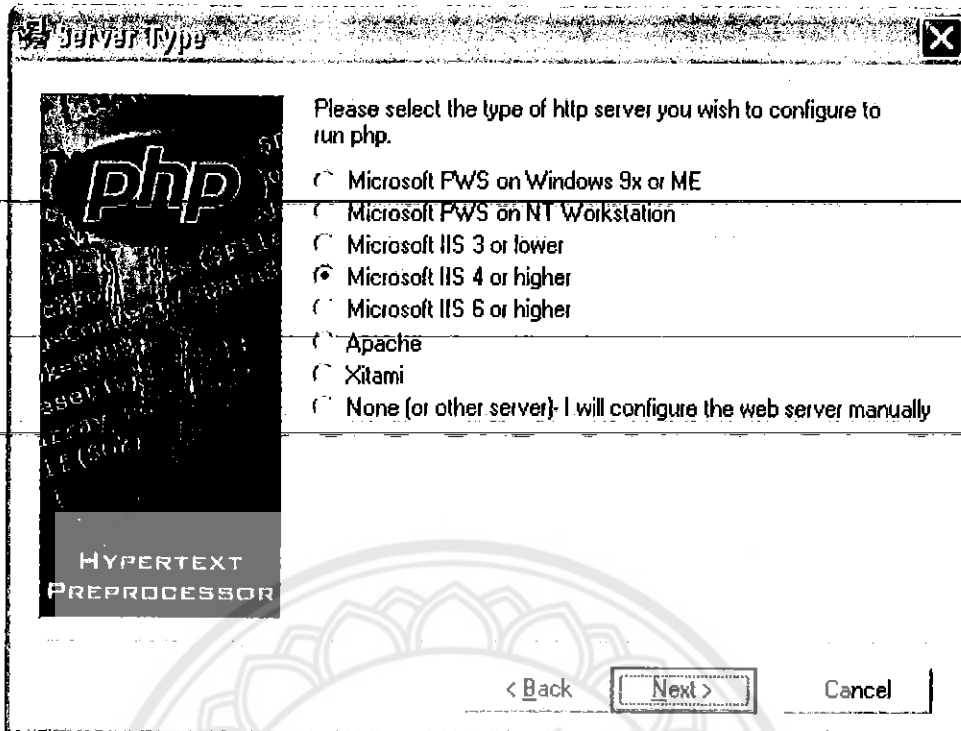 Server Type
Please select the type of http server you wish to configure to
run php.
php
Microsoft PWS on Windows 9x or ME
Microsoft PWS on NT Workstation
Microsoft IIS 3 or lower
Microsoft IIS 4 or higher
Microsoft IIS 6 or higher
Apache
Xitami
None (or other server)- I will configure the web server manually
HYPERTEXT
PREPROCESSOR
< Back
Next >
Cancel